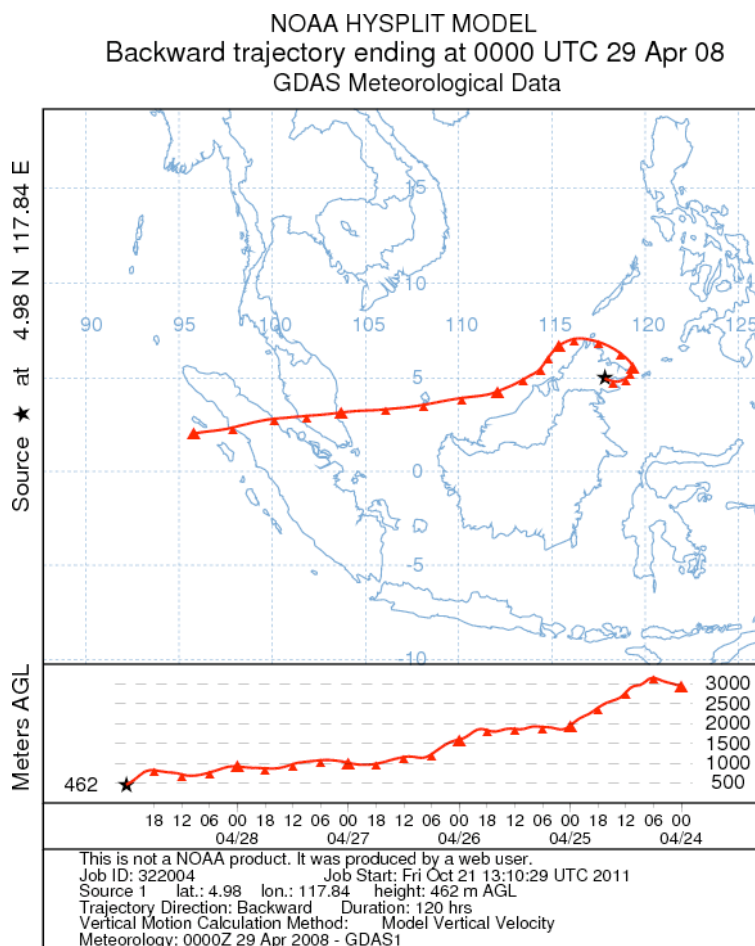 NOAA HYSPLIT MODEL
Backward trajectory ending at 0000 UTC 29 Apr 08
GDAS Meteorological Data
Source ★ at 4.98 N 117.84 E
15
10
90 95 100 105 110 115 120 125
5
0
-5
-10
Meters AGL
462
3000
2500
2000
1500
1000
500
18 12 06 00 18 12 06 00 18 12 06 00 18 12 06 00 18 12 06 00
04/28 04/27 04/26 04/25 04/24
This is not a NOAA product. It was produced by a web user.
Job ID: 322004 Job Start: Fri Oct 21 13:10:29 UTC 2011
Source 1 lat.: 4.98 lon.: 117.84 height: 462 m AGL
Trajectory Direction: Backward Duration: 120 hrs
Vertical Motion Calculation Method: Model Vertical Velocity
Meteorology: 0000Z 29 Apr 2008 - GDAS1